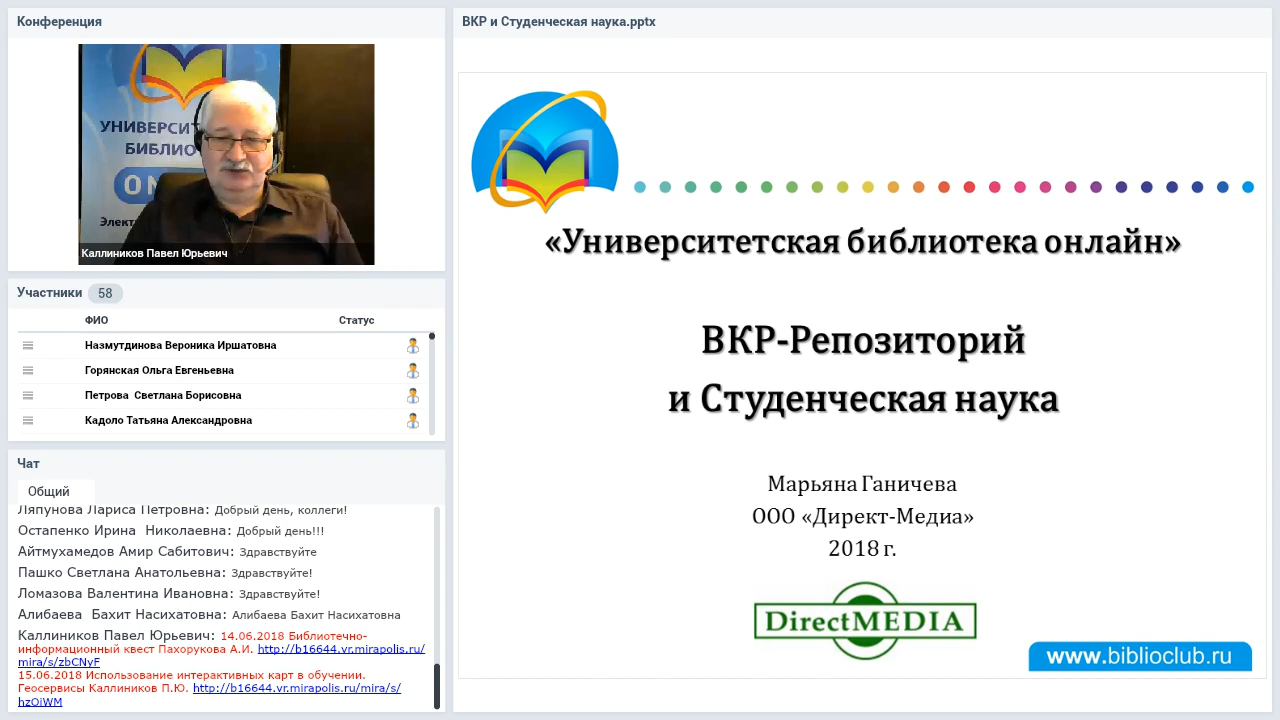 Конференция
УНИВЕРСИТ
БИБЛИО
Элект
Каллиников Павел Юрьевич
Участники 58
ФИО Статус
Назмутдинова Вероника Иршатовна
Горянская Ольга Евгеньевна
Петрова Светлана Борисовна
Кадоло Татьяна Александровна
Чат
Общий
Ляпунова Лариса Петровна: Добрый день, коллеги!
Остапенко Ирина Николаевна: Добрый день!!!
Айтмухамедов Амир Сабитович: Здравствуйте
Пашко Светлана Анатольевна: Здравствуйте!
Ломазова Валентина Ивановна: Здравствуйте!
Алибаева Бахит Насихатовна: Алибаева Бахит Насихатовна
Каллиников Павел Юрьевич: 14.06.2018 Библиотечно-
информационный квест Пахорукова А.И. http://b16644.vr.mirapolis.ru/
mira/s/zbCNyF
15.06.2018 Использование интерактивных карт в обучении.
Геосервисы Каллиников П.Ю. http://b16644.vr.mirapolis.ru/mira/s/
hzOiWM
ВКР и Студенческая наука.pptx
«Университетская библиотека онлайн»
ВКР-Репозиторий
и Студенческая наука
Марьяна Ганичева
ООО «Директ-Медиа»
2018 г.
DirectMEDIA
www.biblioclub.ru